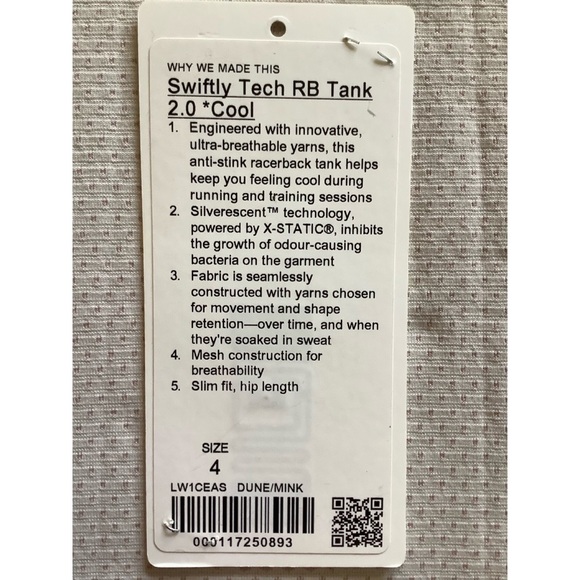 WHY WE MADE THIS
Swiftly Tech RB Tank
2.0 *Cool
1. Engineered with innovative,
ultra-breathable yarns, this
anti-stink racerback tank helps
keep you feeling cool during
running and training sessions
2. Silverescent™ technology,
powered by X-STATIC®, inhibits
the growth of odour-causing
bacteria on the garment
3. Fabric is seamlessly
constructed with yarns chosen
for movement and shape
retention—over time, and when
they're soaked in sweat
4. Mesh construction for
breathability
5. Slim fit, hip length
SIZE
4
LW1CEAS DUNE/MINK
000117250893